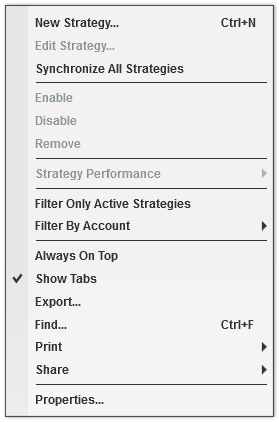 New Strategy... Ctrl+N
Edit Strategy...
Synchronize All Strategies
Enable
Disable
Remove
Strategy Performance
Filter Only Active Strategies
Filter By Account
Always On Top
Show Tabs
Export...
Find... Ctrl+F
Print
Share
Properties...